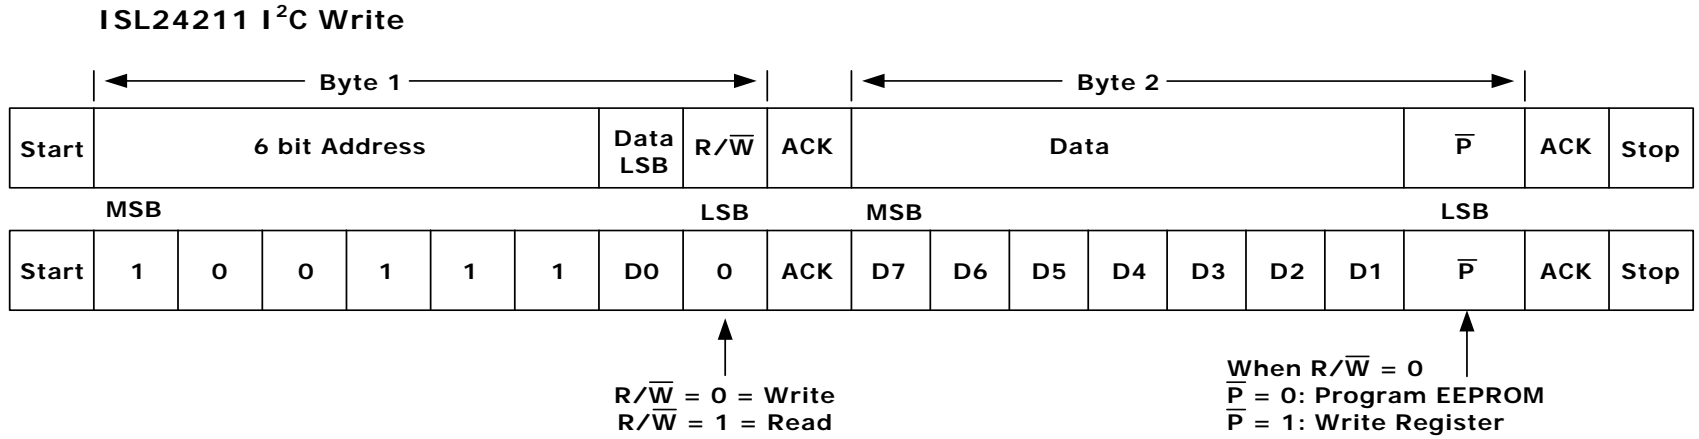 ISL24211 I²C Write
Byte 1 Byte 2
Start 6 bit Address Data LSB R/W̅ ACK Data P̅ ACK Stop
MSB LSB MSB LSB
Start 1 0 0 1 1 1 D0 0 ACK D7 D6 D5 D4 D3 D2 D1 P̅ ACK Stop
R/W̅ = 0 = Write
R/W̅ = 1 = Read
When R/W̅ = 0
P̅ = 0: Program EEPROM
P̅ = 1: Write Register